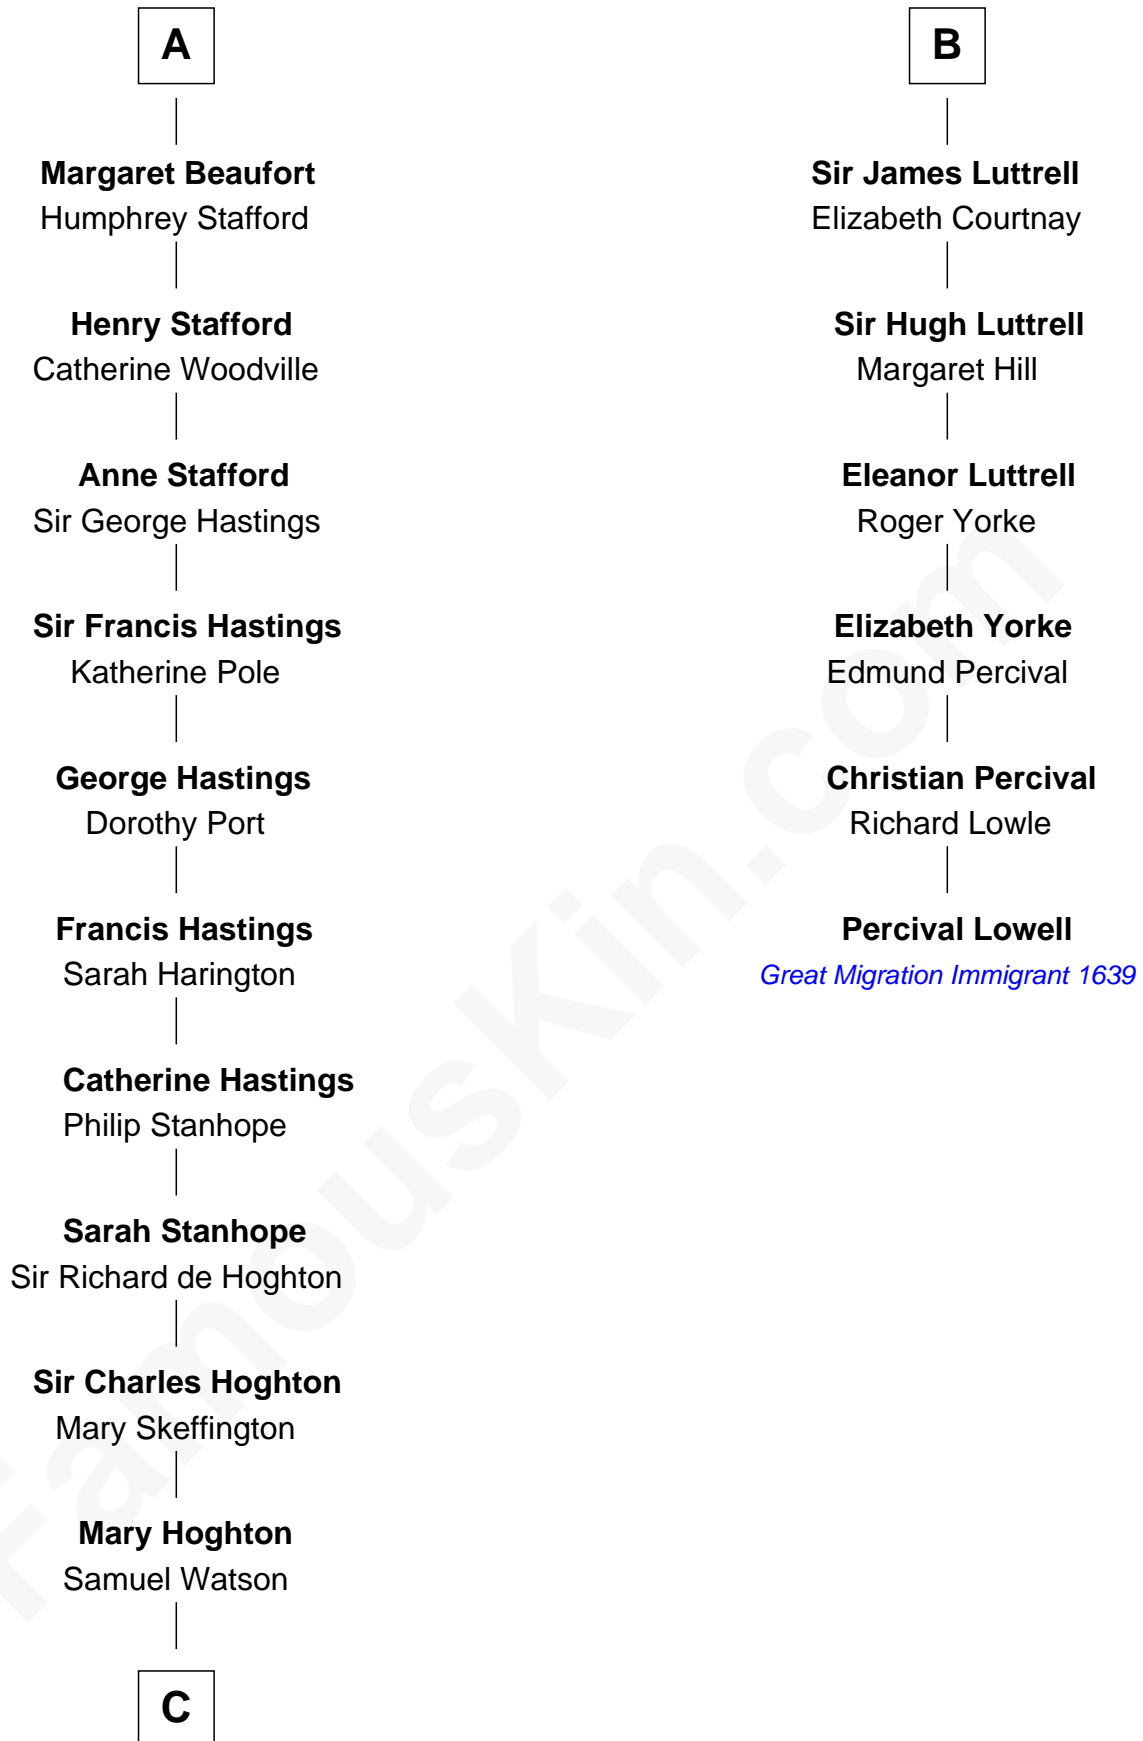 A
Margaret Beaufort
Humphrey Stafford
Henry Stafford
Catherine Woodville
Anne Stafford
Sir George Hastings
Sir Francis Hastings
Katherine Pole
George Hastings
Dorothy Port
Francis Hastings
Sarah Harington
Catherine Hastings
Philip Stanhope
Sarah Stanhope
Sir Richard de Hoghton
Sir Charles Hoghton
Mary Skeffington
Mary Hoghton
Samuel Watson
C
B
Sir James Luttrell
Elizabeth Courtnay
Sir Hugh Luttrell
Margaret Hill
Eleanor Luttrell
Roger Yorke
Elizabeth Yorke
Edmund Percival
Christian Percival
Richard Lowle
Percival Lowell
Great Migration Immigrant 1639
FamousKin.com